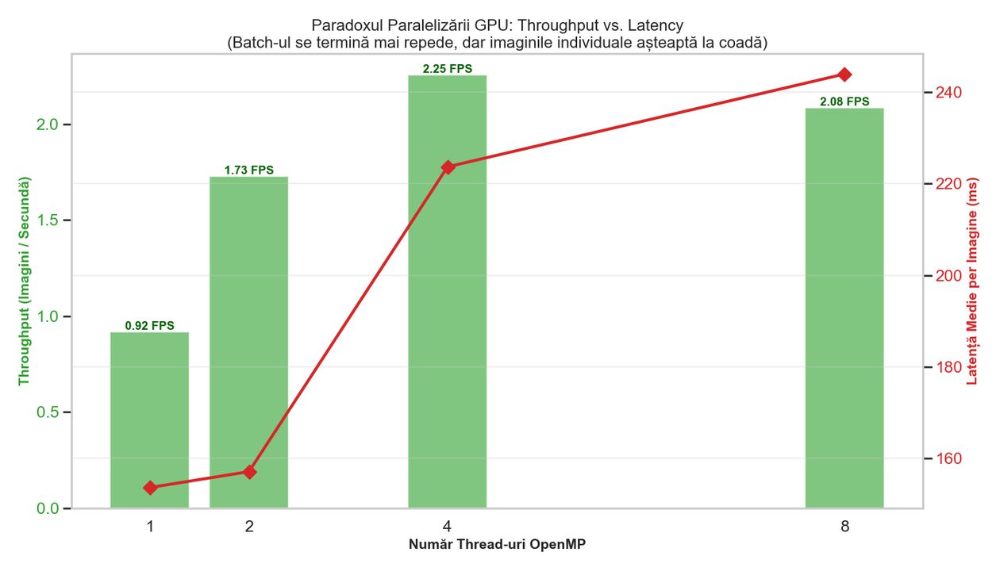 Paradoxul Paralelizării GPU: Throughput vs. Latency
(Batch-ul se termină mai repede, dar imaginile individuale așteaptă la coadă)
Throughput (Imagini / Secundă)
2.0
1.5
1.0
0.5
0.0
0.92 FPS
1.73 FPS
2.25 FPS
2.08 FPS
240
220
200
180
160
Latență Medie per Imagine (ms)
1 2 4 8
Număr Thread-uri OpenMP